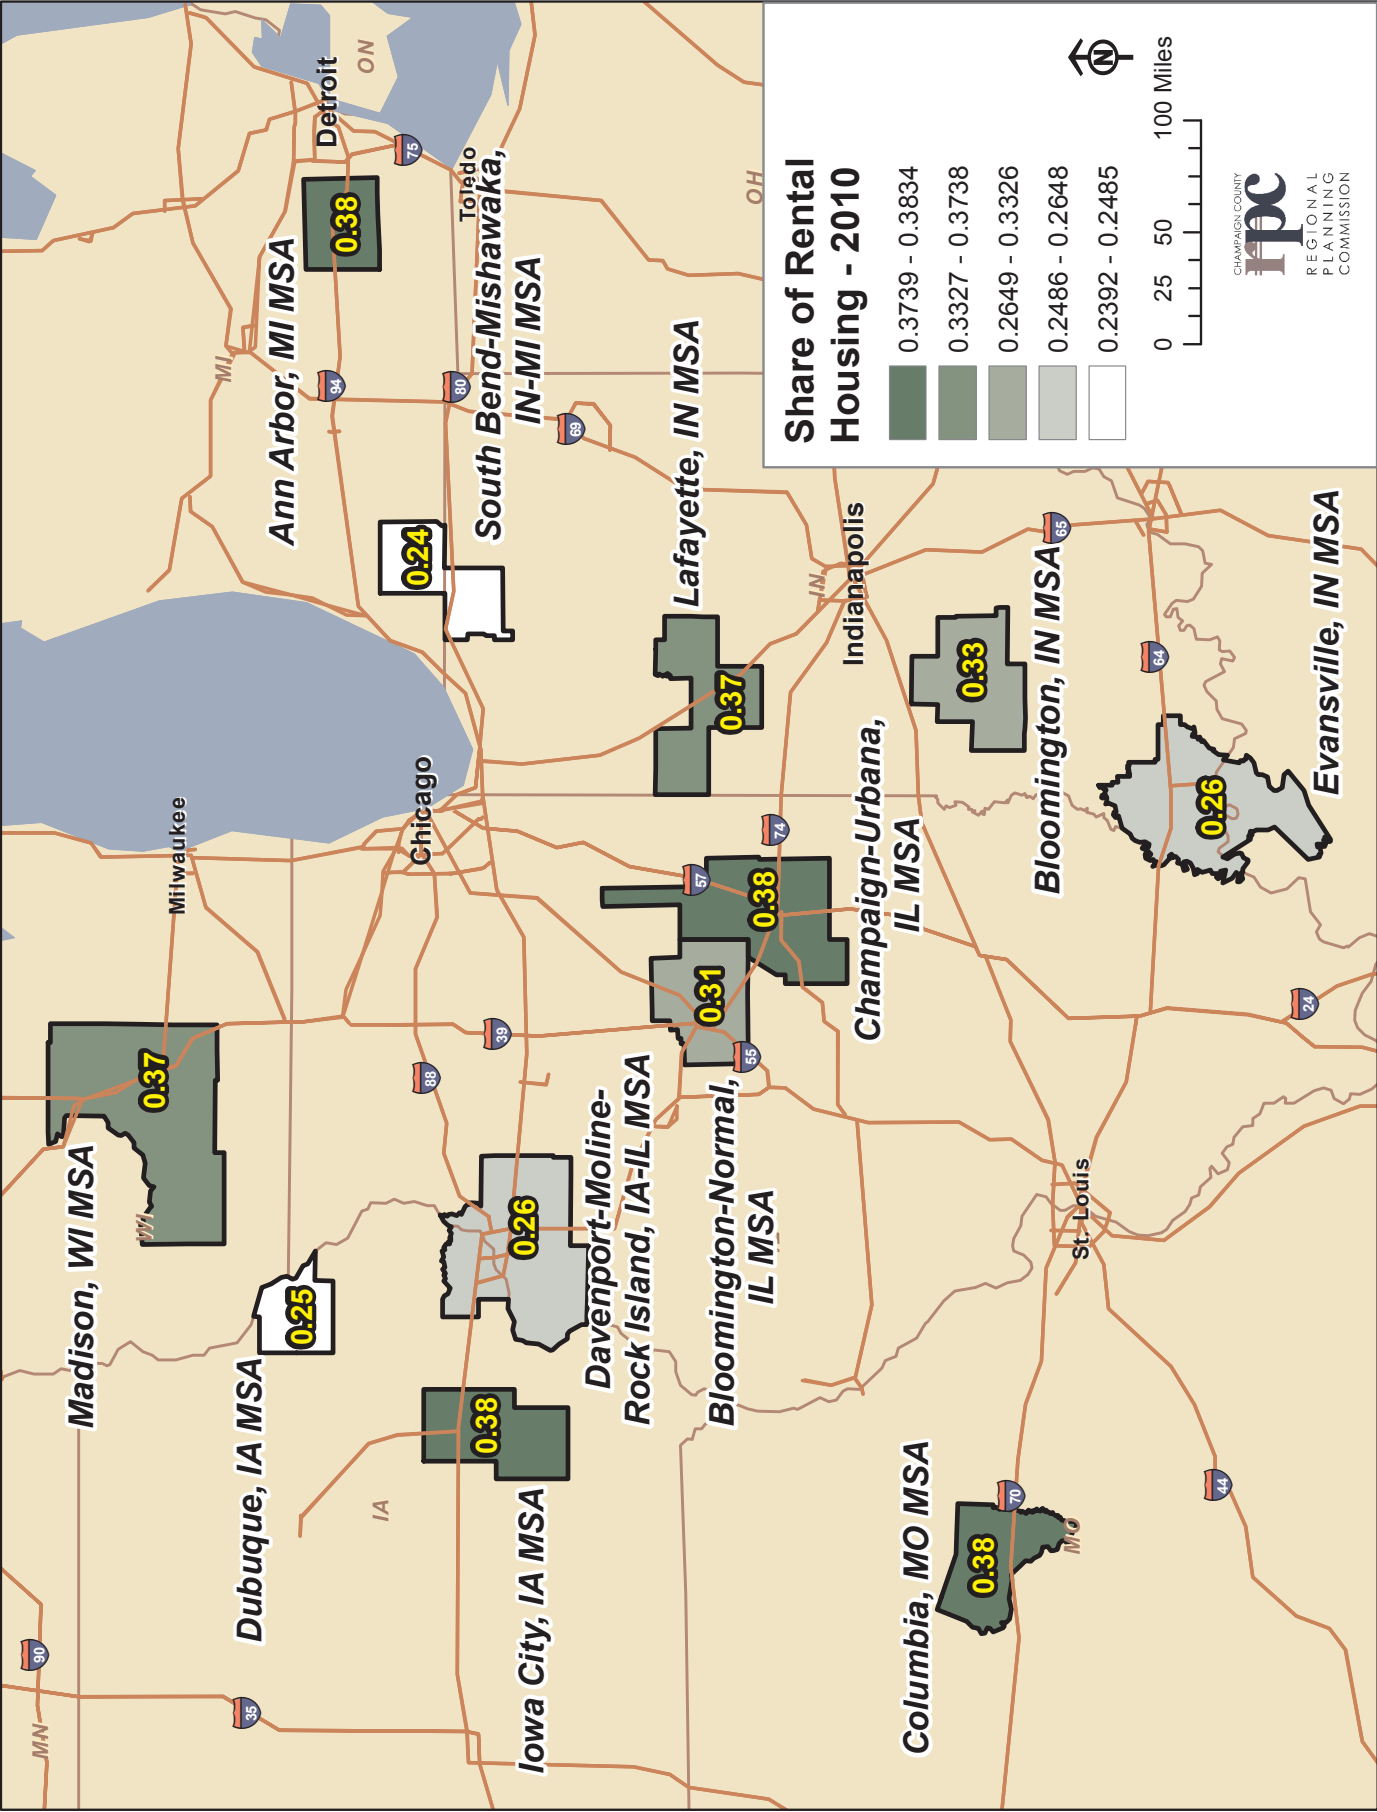 MN
90
35
Madison, WI MSA
WI
0.37
Milwaukee
Dubuque, IA MSA
0.25
IA
Iowa City, IA MSA
0.38
88
39
0.26
Davenport-Moline-
Rock Island, IA-IL MSA
Chicago
MI
Ann Arbor, MI MSA
0.38
94
Detroit
ON
75
Toledo
80
0.24
South Bend-Mishawaka,
IN-MI MSA
69
OH
Lafayette, IN MSA
0.37
57
74
0.31
55
Bloomington-Normal,
IL MSA
0.38
Champaign-Urbana,
IL MSA
IN
Indianapolis
0.33
Bloomington, IN MSA
65
64
0.26
Evansville, IN MSA
24
St. Louis
Columbia, MO MSA
0.38
70
MO
44
Share of Rental
Housing - 2010
0.3739 - 0.3834
0.3327 - 0.3738
0.2649 - 0.3326
0.2486 - 0.2648
0.2392 - 0.2485
N
0 25 50 100 Miles
CHAMPAIGN COUNTY
rpc
REGIONAL
PLANNING
COMMISSION